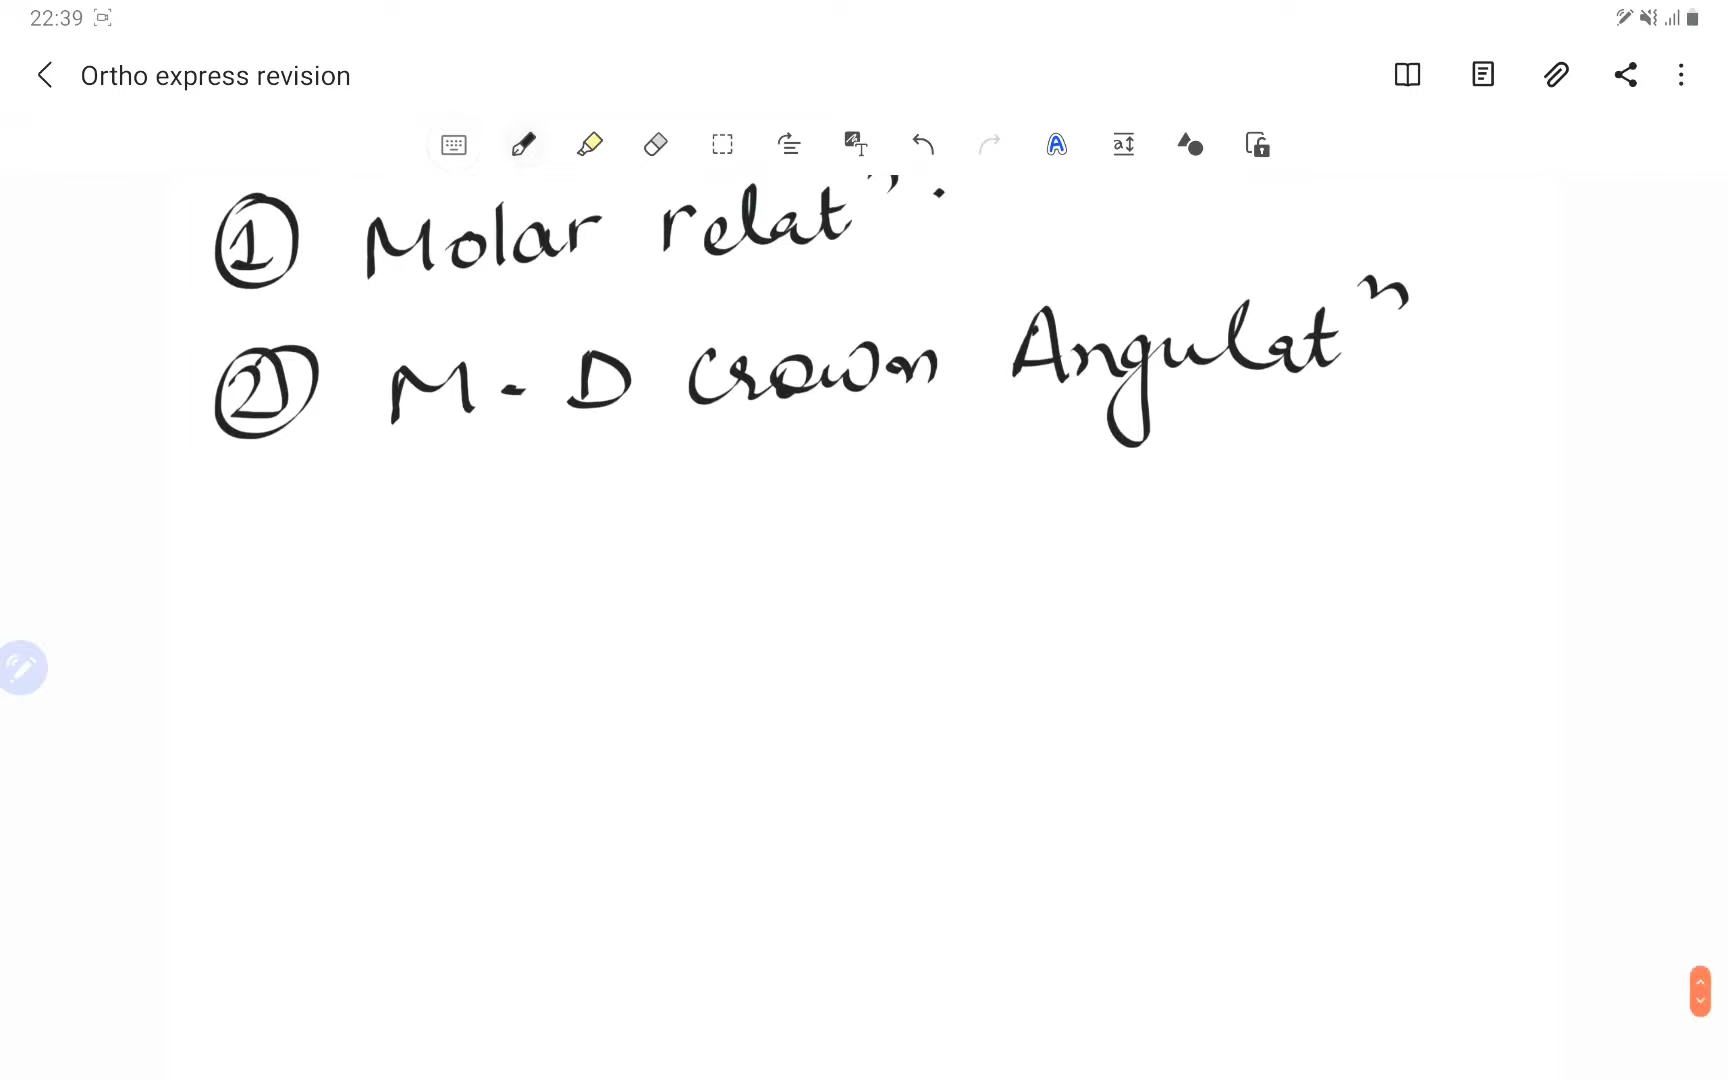 22:39
Ortho express revision
① Molar relatⁿ.
② M-D crown Angulatⁿ